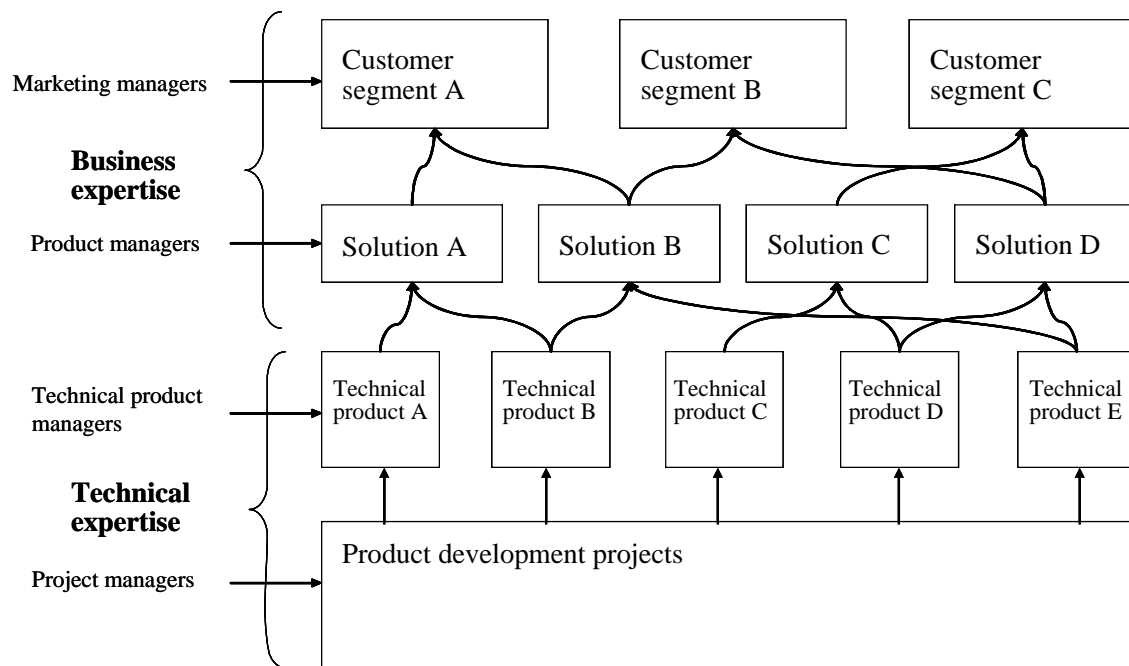 Marketing managers
Customer
segment A
Customer
segment B
Customer
segment C
Business
expertise
Product managers
Solution A
Solution B
Solution C
Solution D
Technical product
managers
Technical
product A
Technical
product B
Technical
product C
Technical
product D
Technical
product E
Technical
expertise
Product development projects
Project managers